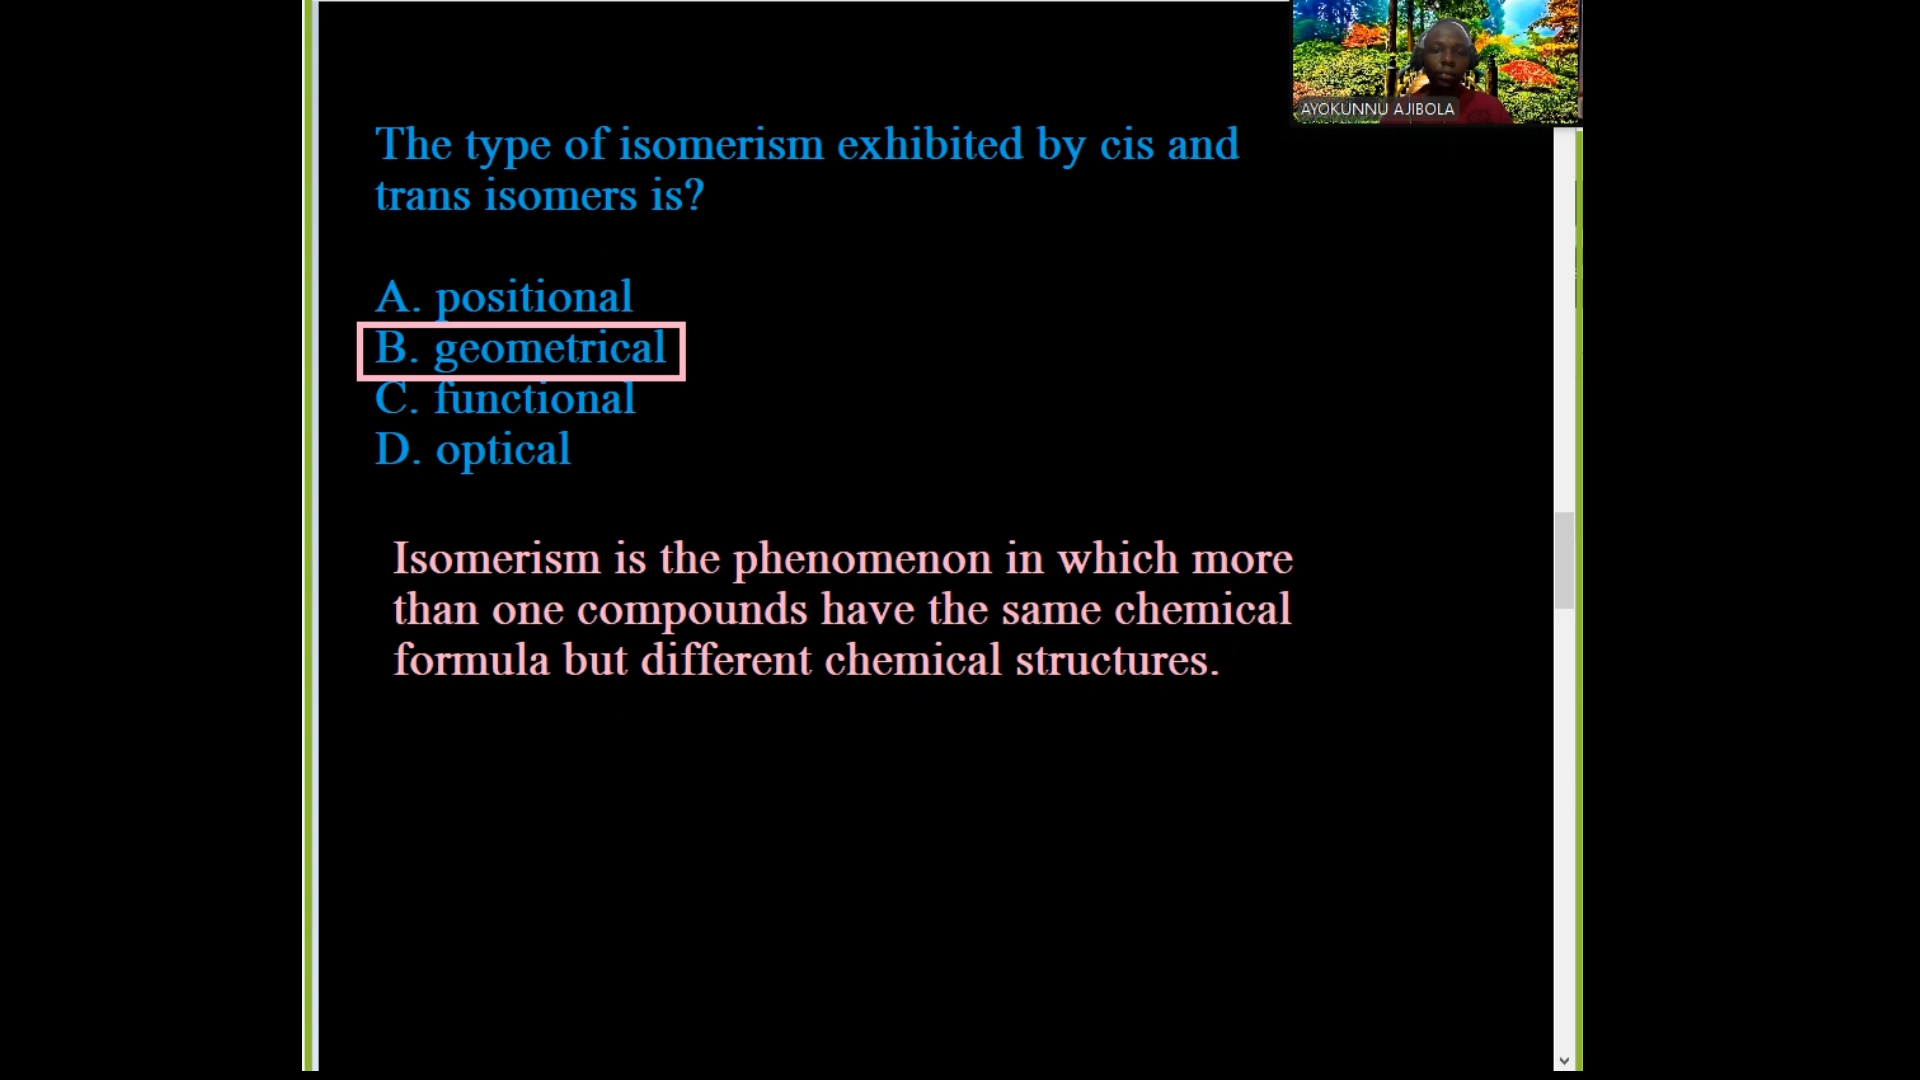 AYOKUNNU AJIBOLA
The type of isomerism exhibited by cis and
trans isomers is?
A. positional
B. geometrical
C. functional
D. optical
Isomerism is the phenomenon in which more
than one compounds have the same chemical
formula but different chemical structures.